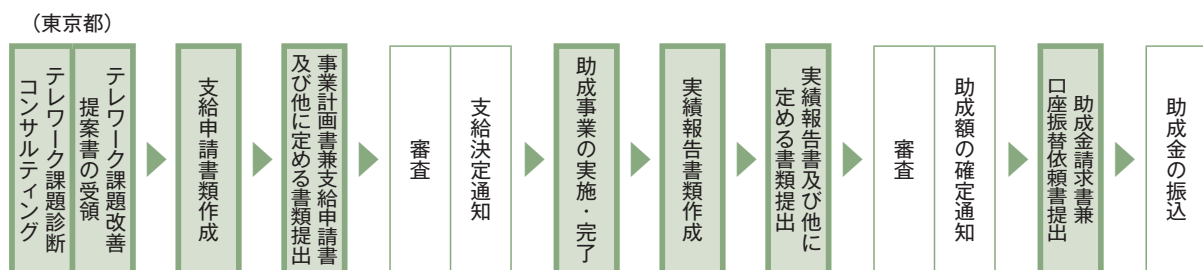 （東京都）
テレワーク課題診断
コンサルティング
テレワーク課題改善
提案書の受領
支給申請書類作成
事業計画書兼支給申請書
及び他に定める書類提出
審査
支給決定通知
助成事業の実施・完了
実績報告書類作成
実績報告書及び他に
定める書類提出
審査
助成額の確定通知
助成金請求書兼
口座振替依頼書提出
助成金の振込